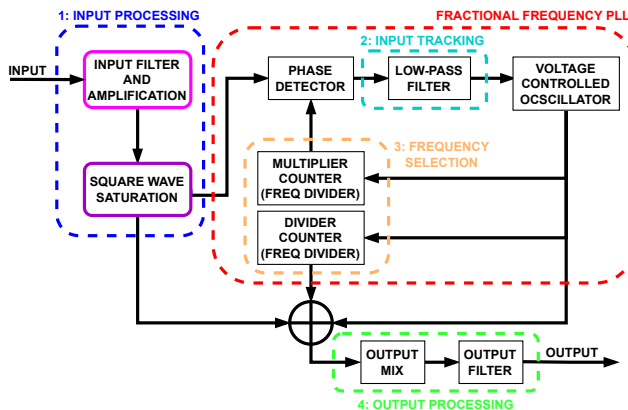 1: INPUT PROCESSING
FRACTIONAL FREQUENCY PLL
INPUT
INPUT FILTER
AND
AMPLIFICATION
2: INPUT TRACKING
PHASE
DETECTOR
LOW-PASS
FILTER
VOLTAGE
CONTROLLED
OCSCILLATOR
3: FREQUENCY
SELECTION
SQUARE WAVE
SATURATION
MULTIPLIER
COUNTER
(FREQ DIVIDER)
DIVIDER
COUNTER
(FREQ DIVIDER)
OUTPUT
MIX
OUTPUT
FILTER
OUTPUT
4: OUTPUT PROCESSING